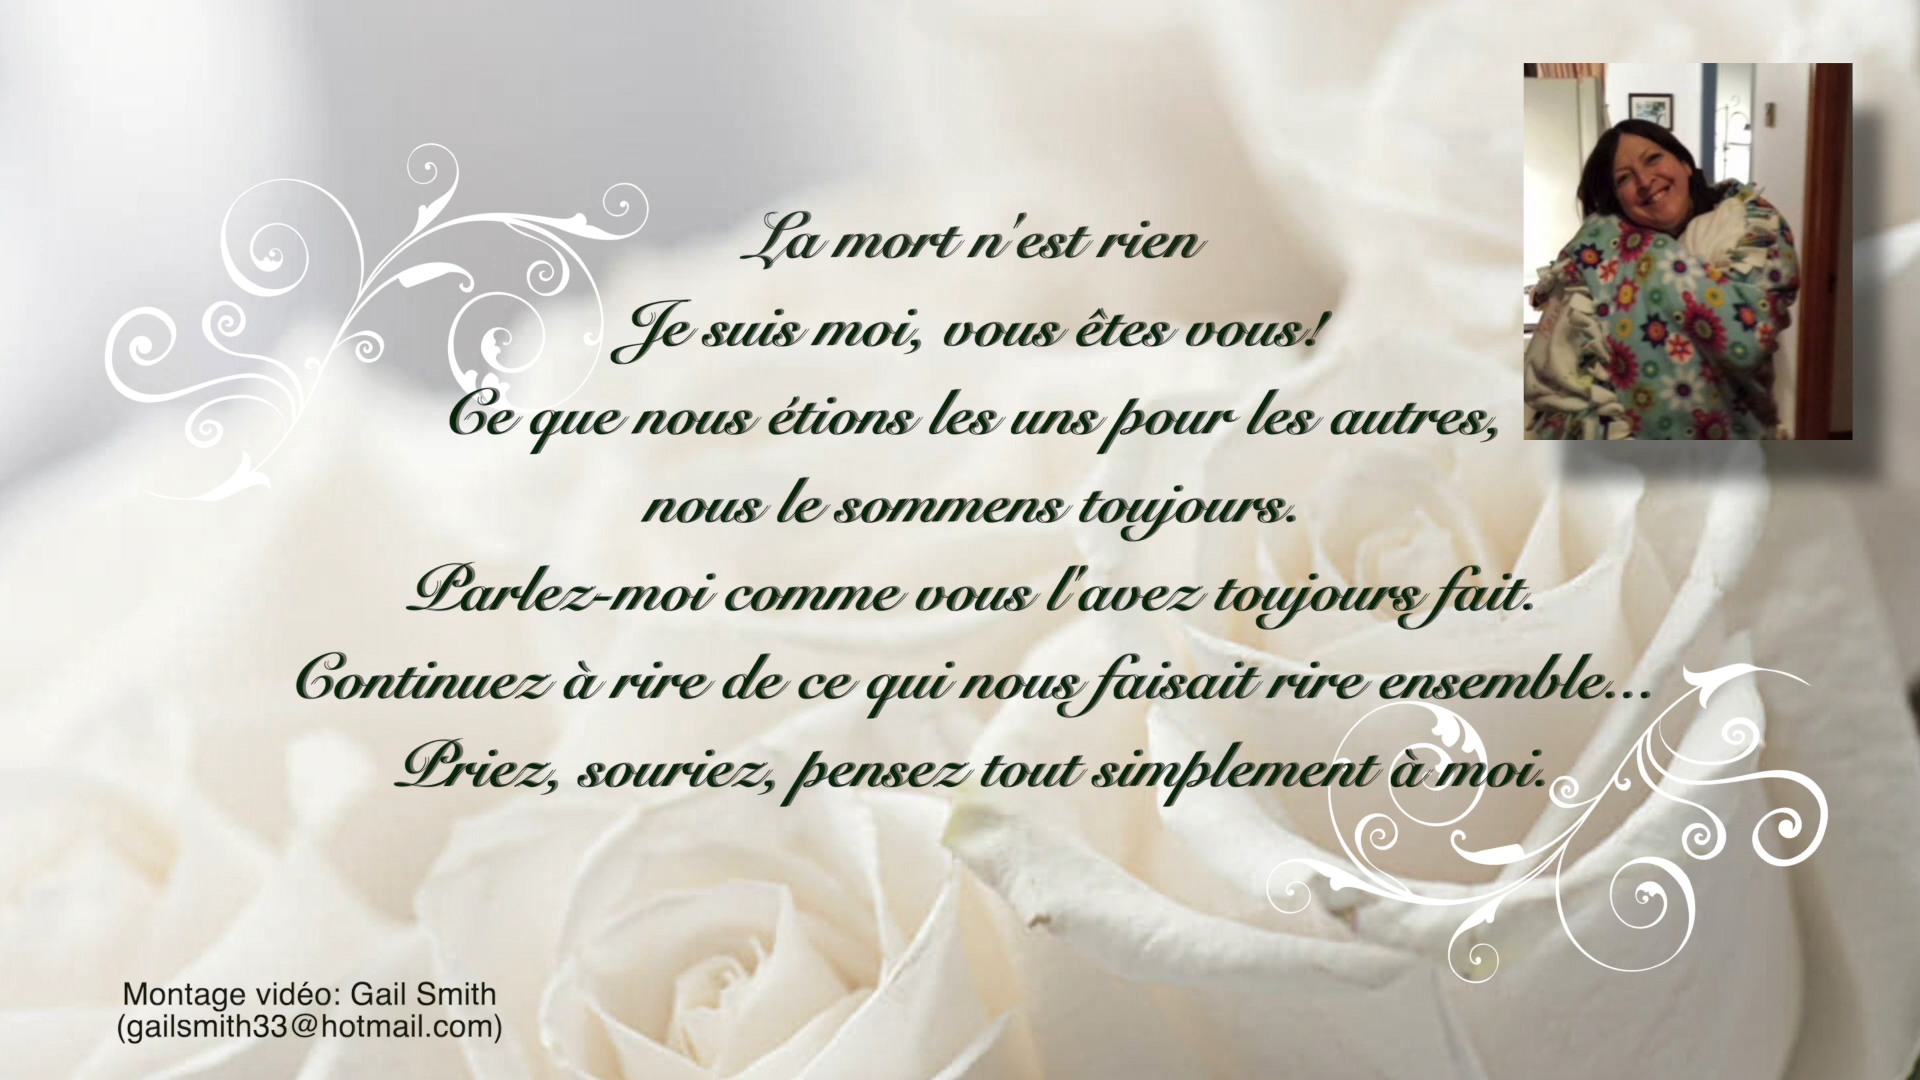 La mort n'est rien
Je suis moi, vous êtes vous!
Ce que nous étions les uns pour les autres,
nous le sommens toujours.
Parlez-moi comme vous l'avez toujours fait.
Continuez à rire de ce qui nous faisait rire ensemble...
Priez, souriez, pensez tout simplement à moi.
Montage vidéo: Gail Smith
(gailsmith33@hotmail.com)